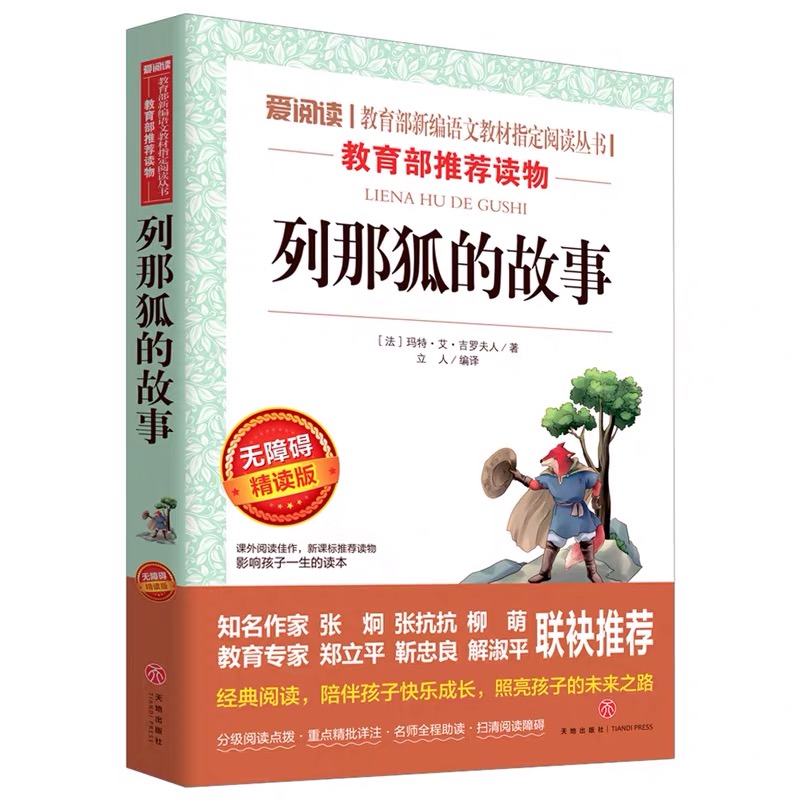 爱阅读
教育部新编语文教材指定阅读丛书
教育部推荐读物
列那狐的故事
无障碍
精读版
天地出版社
TIANDI PRESS
爱阅读 教育部新编语文教材指定阅读丛书
教育部推荐读物
LIENA HU DE GUSHI
列那狐的故事
[法]玛特·艾·吉罗夫人/著
立 人/编译
无障碍
精读版
课外阅读佳作,新课标推荐读物
影响孩子一生的读本
知名作家 张 炯 张抗抗 柳 萌
教育专家 郑立平 靳忠良 解淑平
联袂推荐
经典阅读,陪伴孩子快乐成长,照亮孩子的未来之路
分级阅读点拨·重点精批详注·名师全程助读·扫清阅读障碍
天地出版社 | TIANDI PRESS